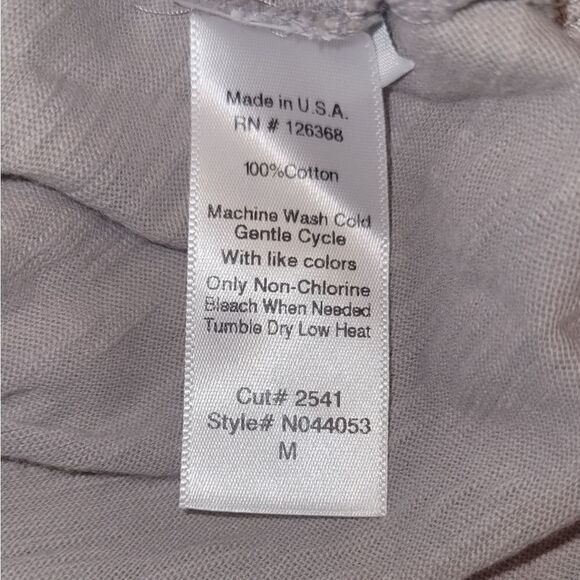 Made in U.S.A.
RN # 126368
100%Cotton
Machine Wash Cold
Gentle Cycle
With like colors
Only Non-Chlorine
Bleach When Needed
Tumble Dry Low Heat
Cut# 2541
Style# N044053
M